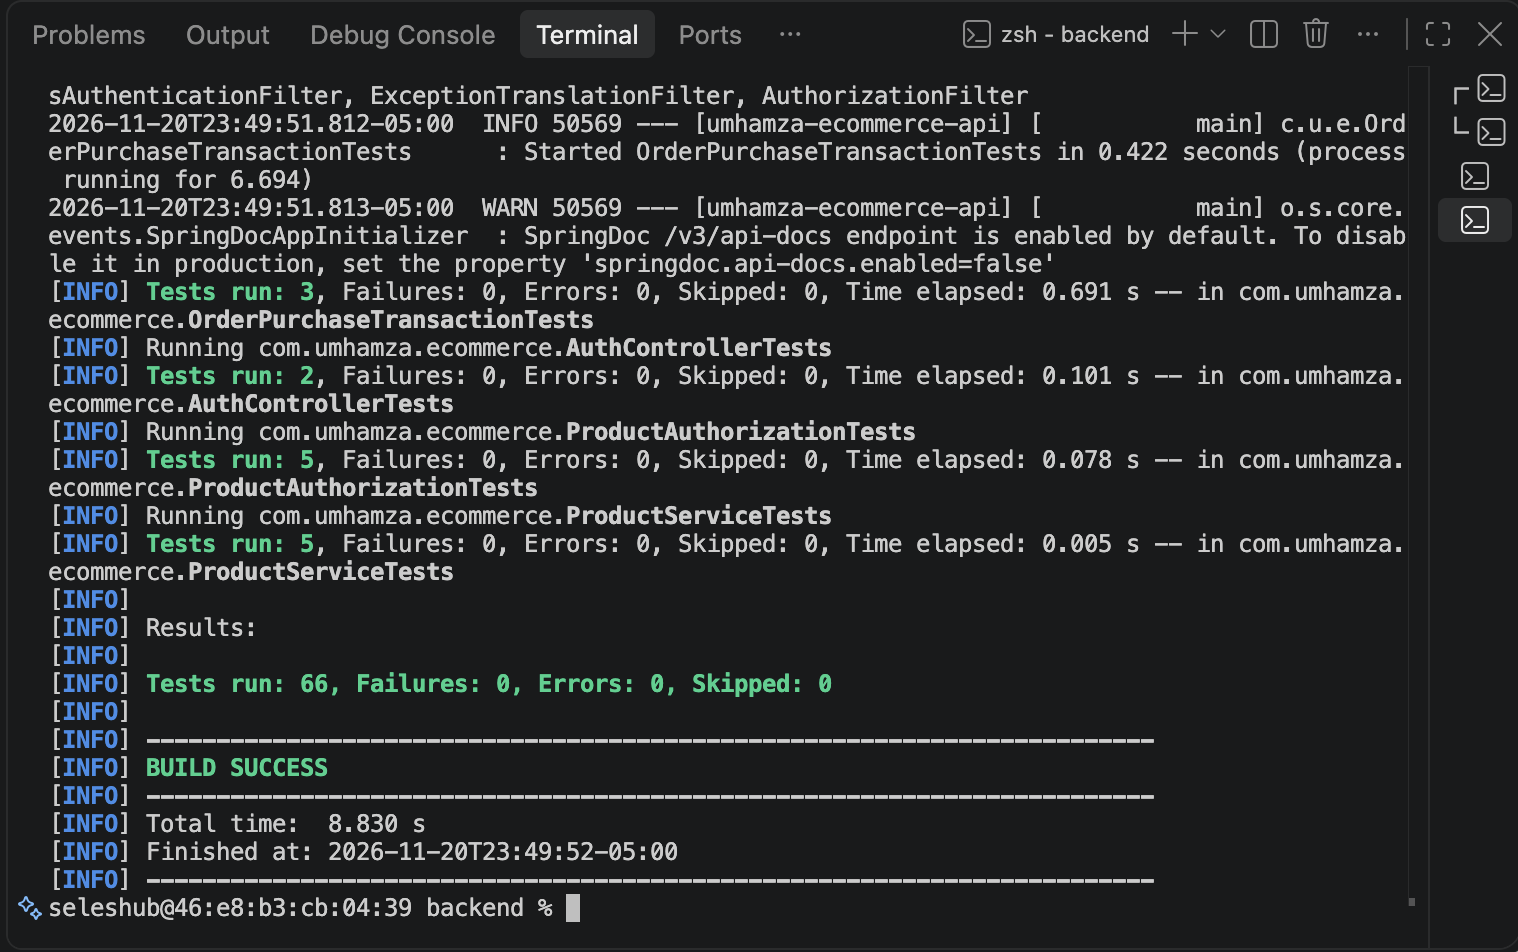 Problems Output Debug Console Terminal Ports ··· zsh - backend
sAuthenticationFilter, ExceptionTranslationFilter, AuthorizationFilter
2026-11-20T23:49:51.812-05:00  INFO 50569 --- [umhamza-ecommerce-api] [           main] c.u.e.Ord
erPurchaseTransactionTests      : Started OrderPurchaseTransactionTests in 0.422 seconds (process
 running for 6.694)
2026-11-20T23:49:51.813-05:00  WARN 50569 --- [umhamza-ecommerce-api] [           main] o.s.core.
events.SpringDocAppInitializer  : SpringDoc /v3/api-docs endpoint is enabled by default. To disab
le it in production, set the property 'springdoc.api-docs.enabled=false'
[INFO] Tests run: 3, Failures: 0, Errors: 0, Skipped: 0, Time elapsed: 0.691 s -- in com.umhamza.
ecommerce.OrderPurchaseTransactionTests
[INFO] Running com.umhamza.ecommerce.AuthControllerTests
[INFO] Tests run: 2, Failures: 0, Errors: 0, Skipped: 0, Time elapsed: 0.101 s -- in com.umhamza.
ecommerce.AuthControllerTests
[INFO] Running com.umhamza.ecommerce.ProductAuthorizationTests
[INFO] Tests run: 5, Failures: 0, Errors: 0, Skipped: 0, Time elapsed: 0.078 s -- in com.umhamza.
ecommerce.ProductAuthorizationTests
[INFO] Running com.umhamza.ecommerce.ProductServiceTests
[INFO] Tests run: 5, Failures: 0, Errors: 0, Skipped: 0, Time elapsed: 0.005 s -- in com.umhamza.
ecommerce.ProductServiceTests
[INFO]
[INFO] Results:
[INFO]
[INFO] Tests run: 66, Failures: 0, Errors: 0, Skipped: 0
[INFO]
[INFO] ------------------------------------------------------------------------
[INFO] BUILD SUCCESS
[INFO] ------------------------------------------------------------------------
[INFO] Total time:  8.830 s
[INFO] Finished at: 2026-11-20T23:49:52-05:00
[INFO] ------------------------------------------------------------------------
seleshub@46:e8:b3:cb:04:39 backend %